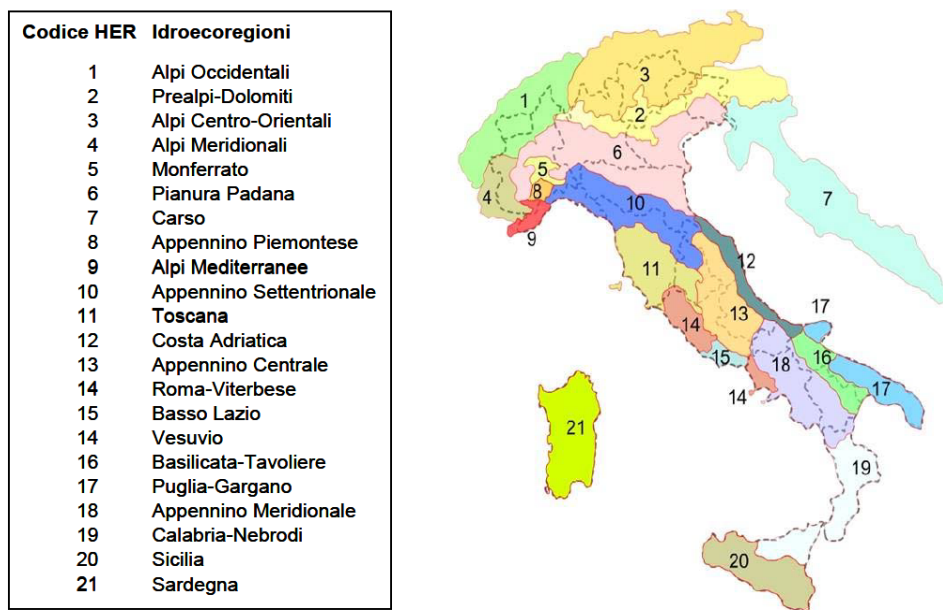 Codice HER Idroecoregioni
1 Alpi Occidentali
2 Prealpi-Dolomiti
3 Alpi Centro-Orientali
4 Alpi Meridionali
5 Monferrato
6 Pianura Padana
7 Carso
8 Appennino Piemontese
9 Alpi Mediterranee
10 Appennino Settentrionale
11 Toscana
12 Costa Adriatica
13 Appennino Centrale
14 Roma-Viterbese
15 Basso Lazio
14 Vesuvio
16 Basilicata-Tavoliere
17 Puglia-Gargano
18 Appennino Meridionale
19 Calabria-Nebrodi
20 Sicilia
21 Sardegna
3
1
2
6
5
4
8
7
10
9
12
11
17
13
14
15
18
16
17
14
21
19
20